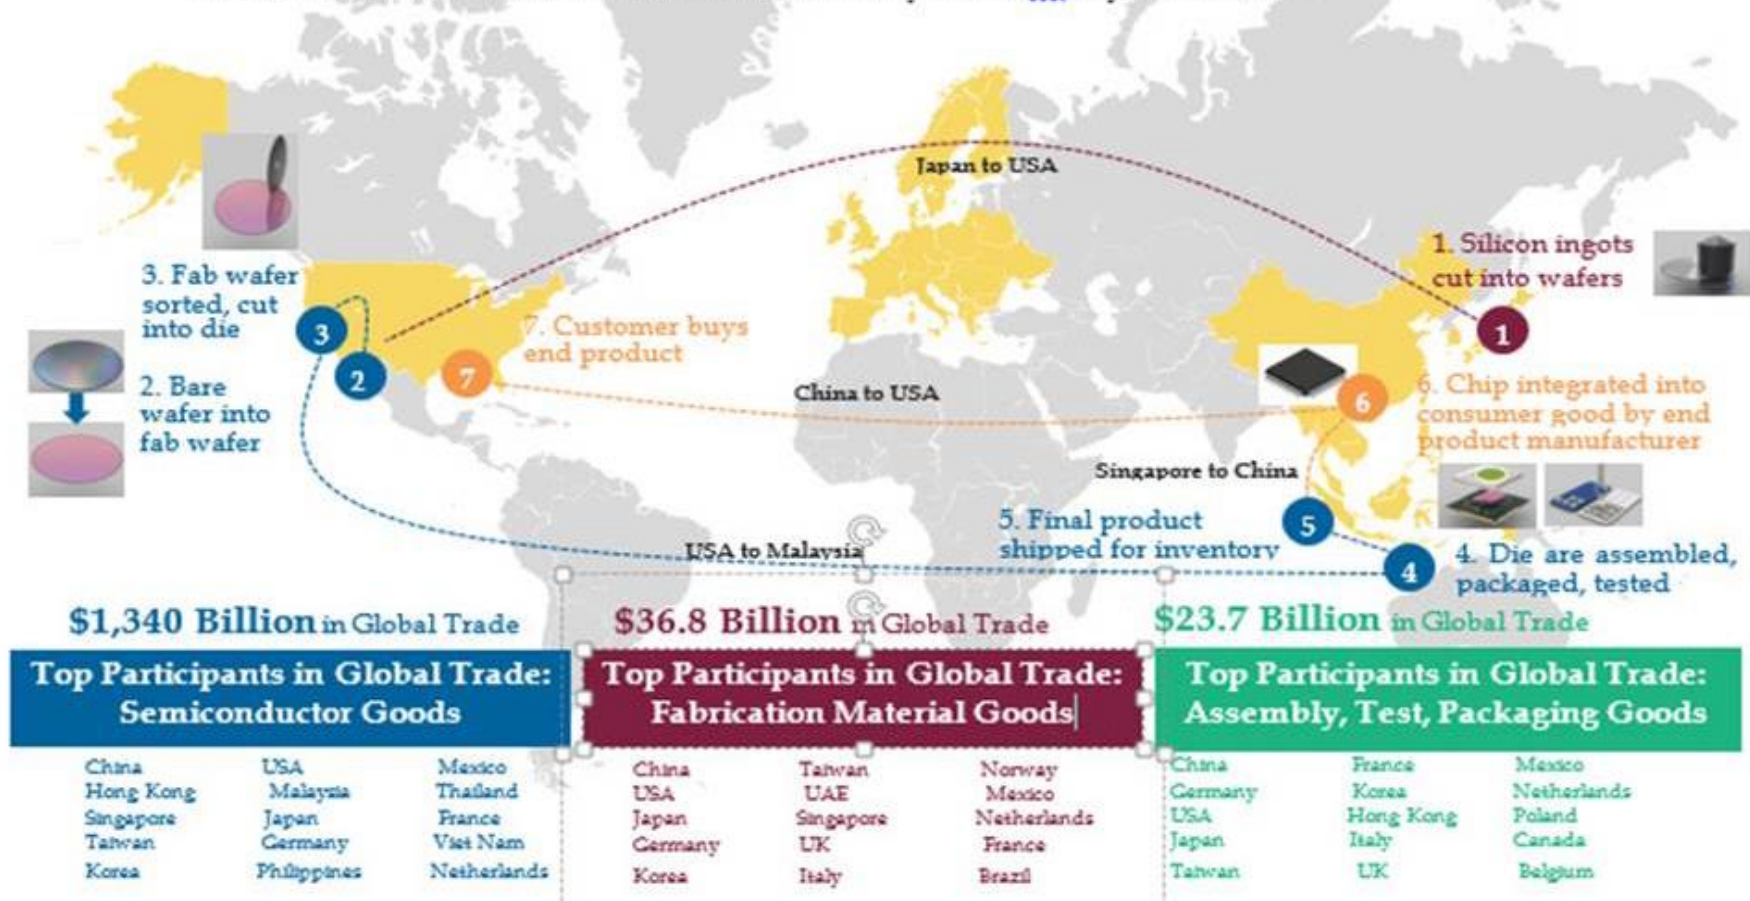 Japan to USA
1. Silicon ingots
cut into wafers
3. Fab wafer
sorted, cut
into die
3
1
7. Customer buys
end product
2
7
2. Bare
wafer into
fab wafer
China to USA
6
6. Chip integrated into
consumer good by end
product manufacturer
Singapore to China
5
5. Final product
shipped for inventory
USA to Malaysia
4
4. Die are assembled,
packaged, tested
$1,340 Billion in Global Trade
Top Participants in Global Trade:
Semiconductor Goods
China USA Mexico
Hong Kong Malaysia Thailand
Singapore Japan France
Taiwan Germany Viet Nam
Korea Philippines Netherlands
$36.8 Billion in Global Trade
Top Participants in Global Trade:
Fabrication Material Goods
China Taiwan Norway
USA UAE Mexico
Japan Singapore Netherlands
Germany UK France
Korea Italy Brazil
$23.7 Billion in Global Trade
Top Participants in Global Trade:
Assembly, Test, Packaging Goods
China France Mexico
Germany Korea Netherlands
USA Hong Kong Poland
Japan Italy Canada
Taiwan UK Belgium